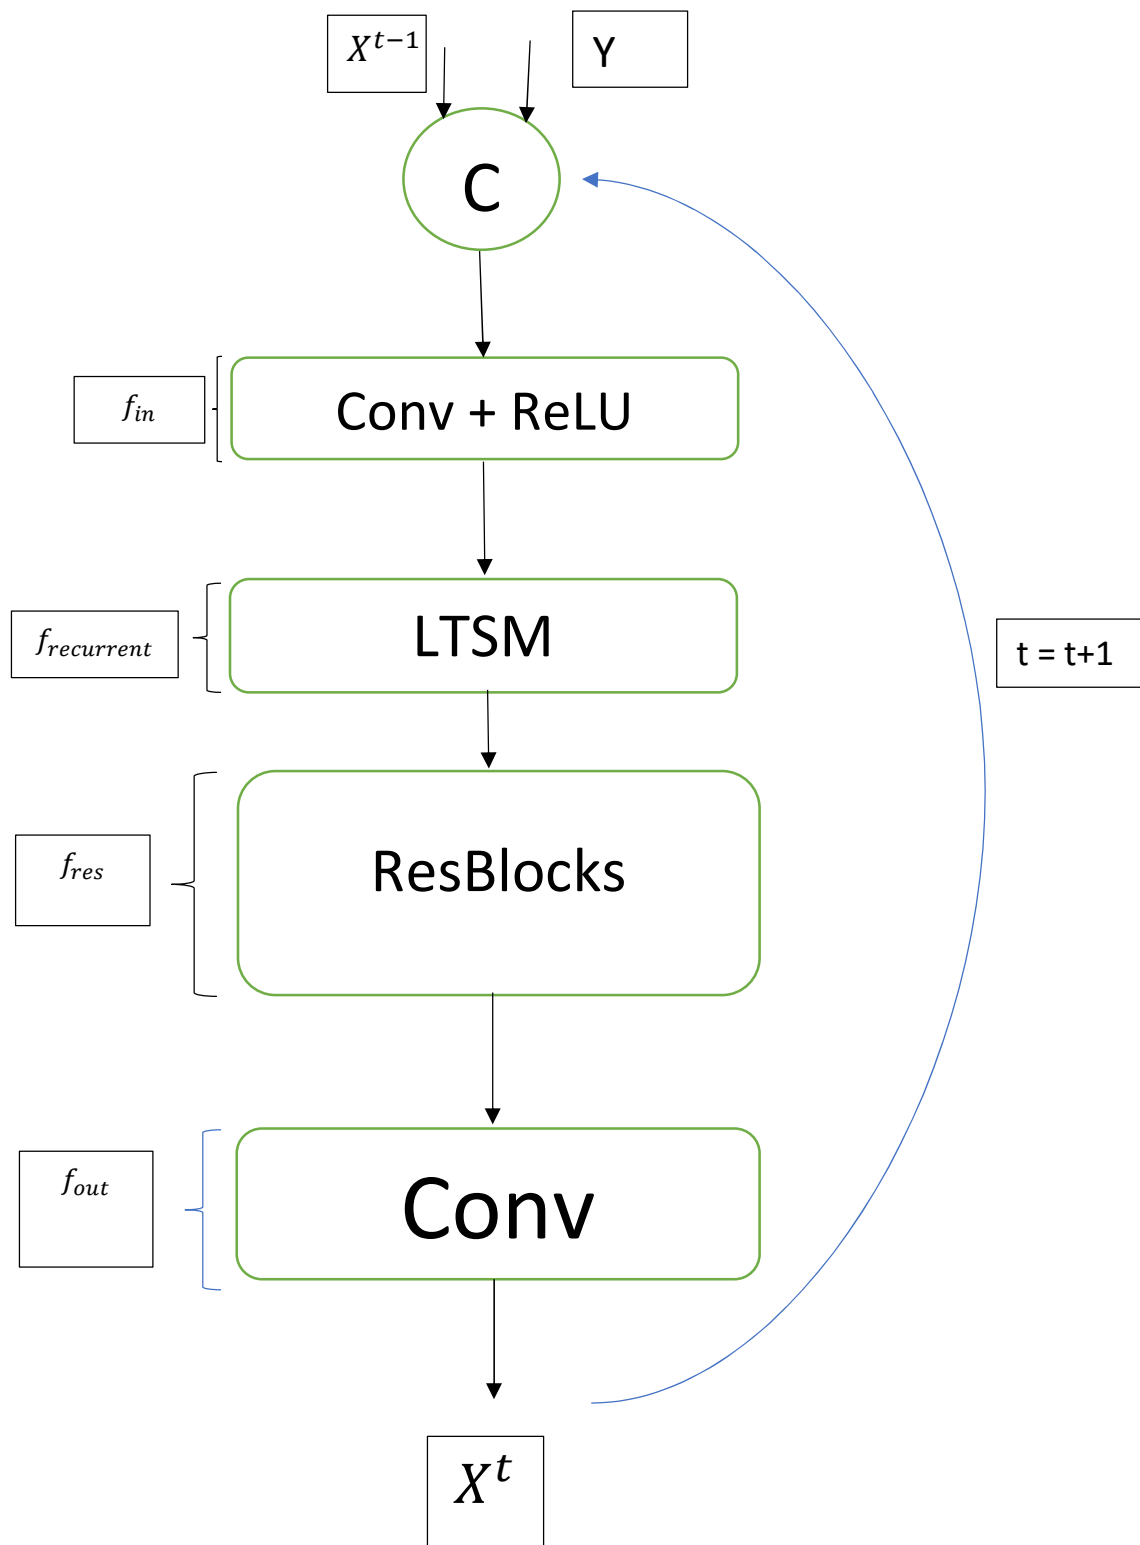 X^{t-1}
Y
C
f_{in}
Conv + ReLU
f_{recurrent}
LTSM
t = t+1
f_{res}
ResBlocks
f_{out}
Conv
X^t